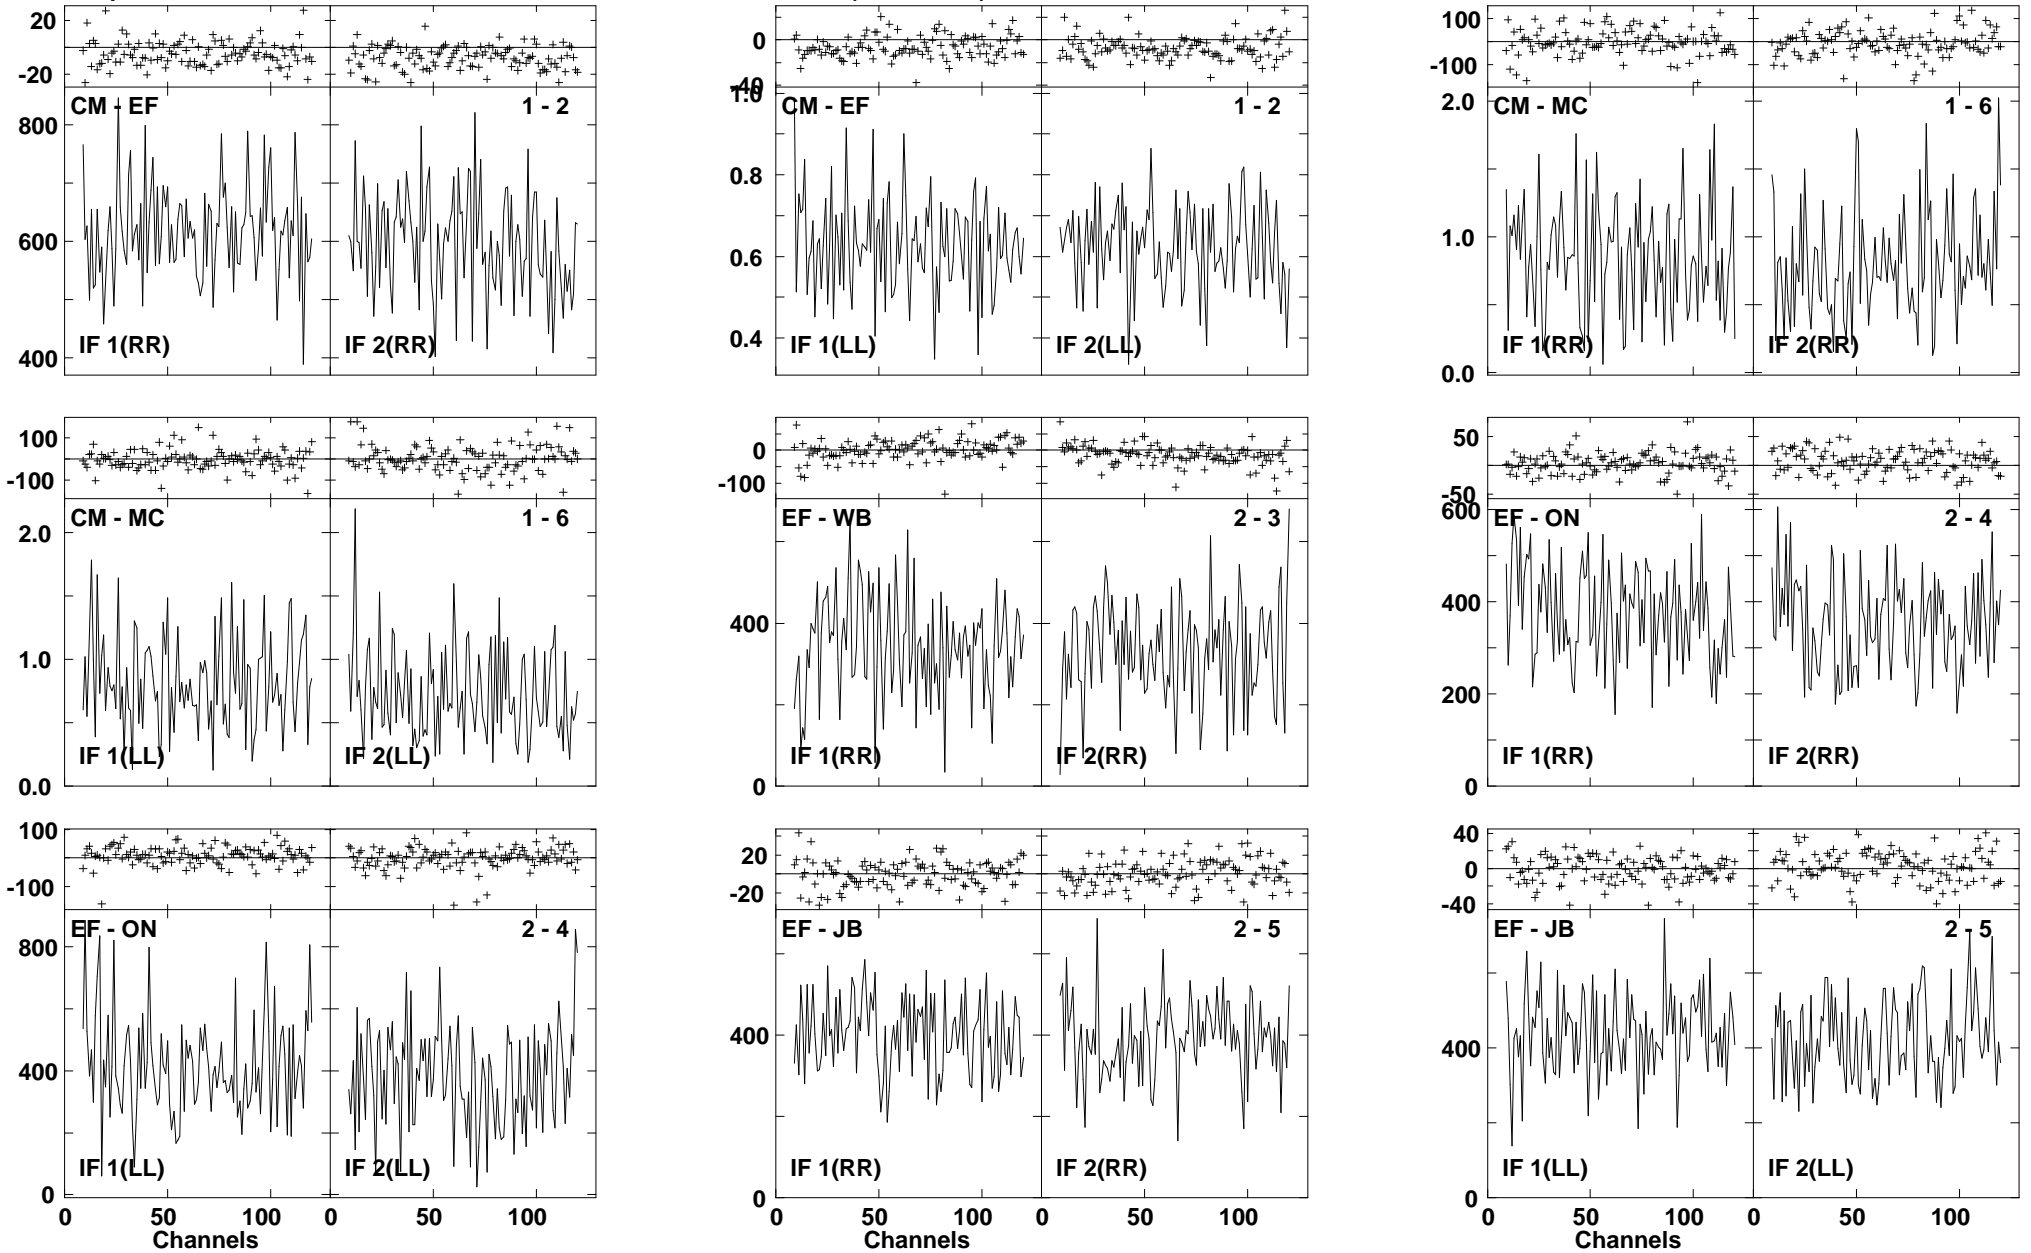 20
-20
CM - EF 1 - 2
800
600
400
IF 1(RR) IF 2(RR)
0
-40
1.0
CM - EF 1 - 2
0.8
0.6
0.4
IF 1(LL) IF 2(LL)
100
-100
CM - MC 1 - 6
2.0
1.0
0.0
IF 1(RR) IF 2(RR)
100
-100
CM - MC 1 - 6
2.0
1.0
0.0
IF 1(LL) IF 2(LL)
0
-100
EF - WB 2 - 3
400
0
IF 1(RR) IF 2(RR)
50
-50
600
EF - ON 2 - 4
400
200
0
IF 1(RR) IF 2(RR)
100
-100
EF - ON 2 - 4
800
400
0
IF 1(LL) IF 2(LL)
0 50 100 0 50 100
Channels
20
-20
EF - JB 2 - 5
400
0
IF 1(RR) IF 2(RR)
0 50 100 0 50 100
Channels
40
0
-40
EF - JB 2 - 5
400
0
IF 1(LL) IF 2(LL)
0 50 100 0 50 100
Channels